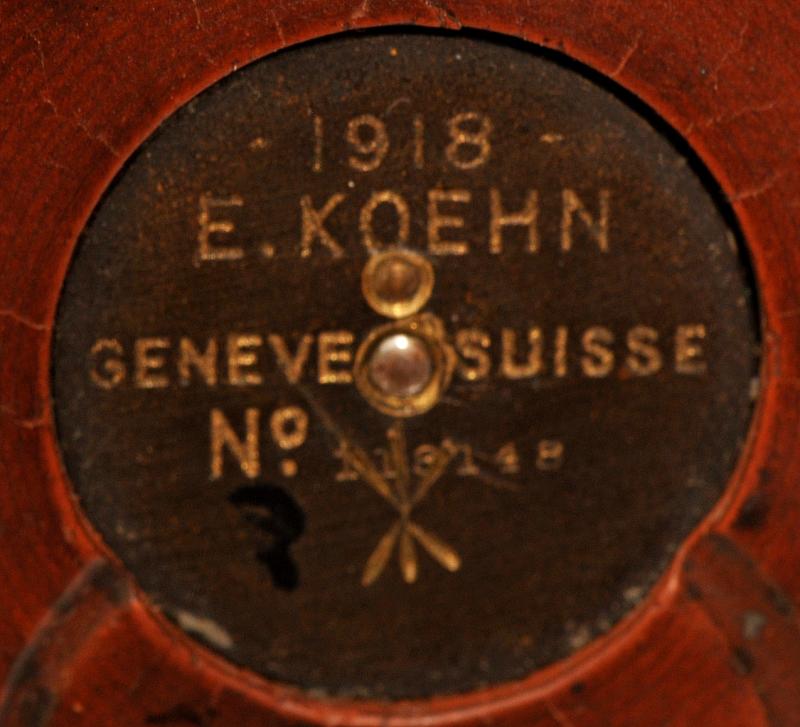 - 1918 -
E. KOEHN
GENEVE SUISSE
Nº